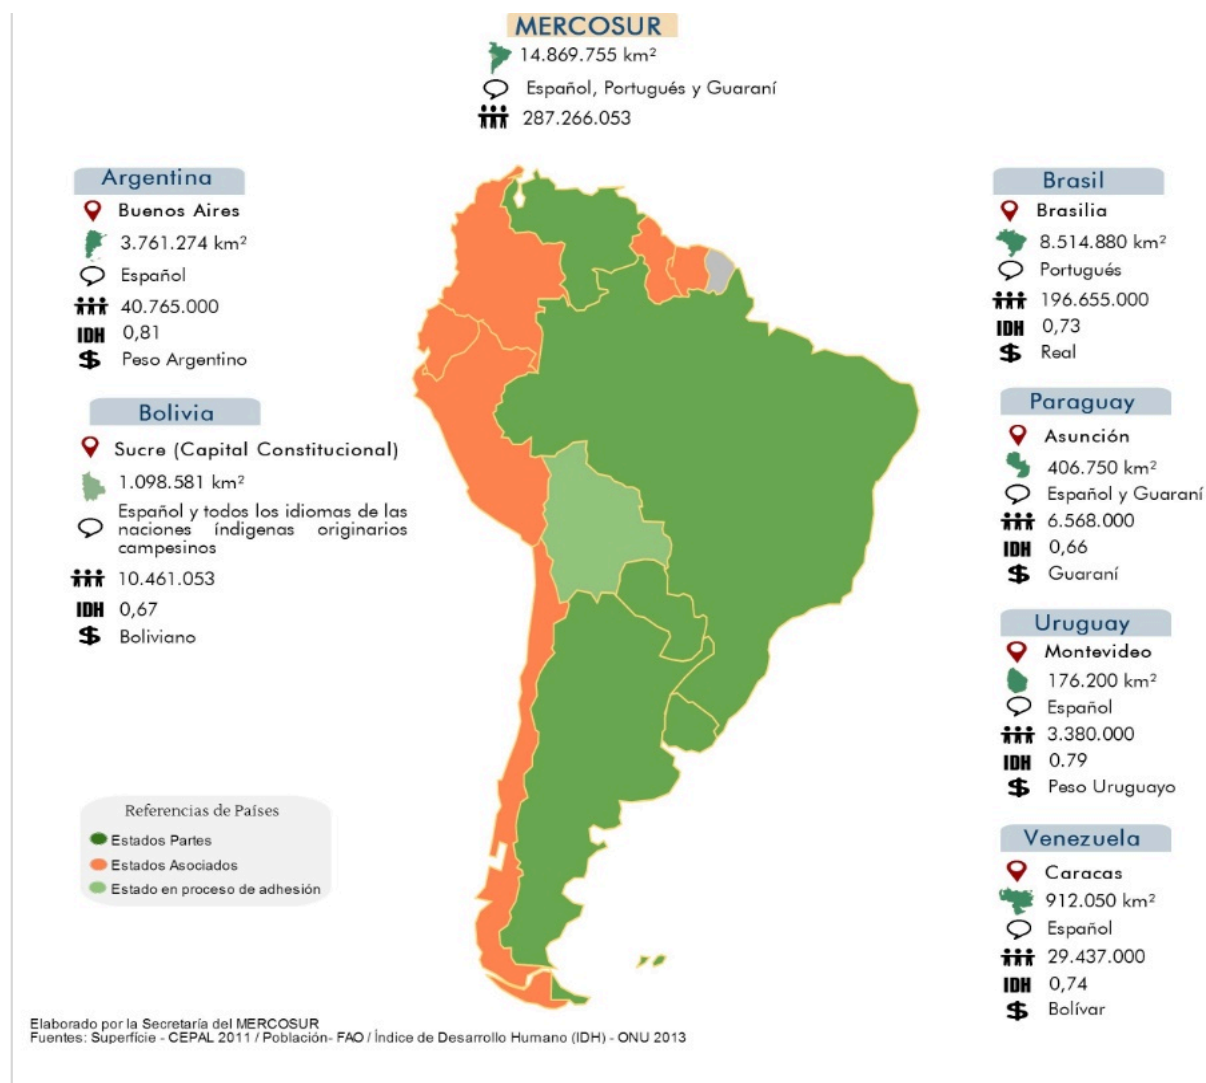 MERCOSUR
14.869.755 km²
Español, Portugués y Guaraní
287.266.053
Argentina
Buenos Aires
3.761.274 km²
Español
40.765.000
IDH 0,81
$ Peso Argentino
Bolivia
Sucre (Capital Constitucional)
1.098.581 km²
Español y todos los idiomas de las
naciones índigenas originarios
campesinos
10.461.053
IDH 0,67
$ Boliviano
Brasil
Brasilia
8.514.880 km²
Portugués
196.655.000
IDH 0,73
$ Real
Paraguay
Asunción
406.750 km²
Español y Guaraní
6.568.000
IDH 0,66
$ Guaraní
Uruguay
Montevideo
176.200 km²
Español
3.380.000
IDH 0.79
$ Peso Uruguayo
Venezuela
Caracas
912.050 km²
Español
29.437.000
IDH 0,74
$ Bolívar
Referencias de Países
Estados Partes
Estados Asociados
Estado en proceso de adhesión
Elaborado por la Secretaría del MERCOSUR
Fuentes: Superfície - CEPAL 2011 / Población- FAO / Índice de Desarrollo Humano (IDH) - ONU 2013